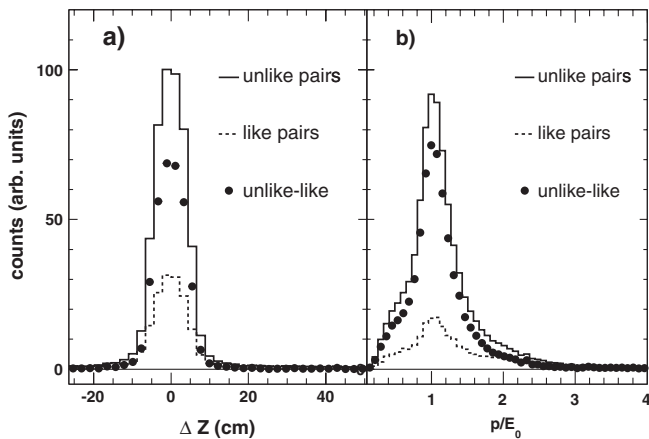 a)
b)
unlike pairs
like pairs
unlike-like
unlike pairs
like pairs
unlike-like
counts (arb. units)
100
50
0
-20
0
20
40
0
1
2
3
4
Δ Z (cm)
p/E0